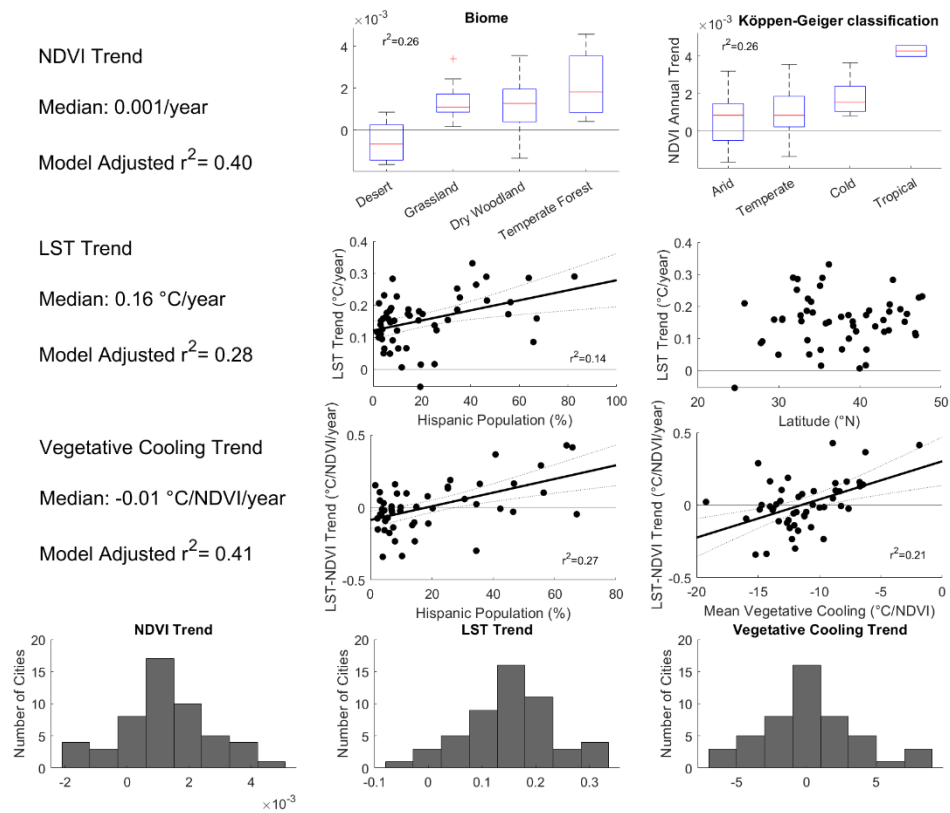 NDVI Trend
Median: 0.001/year
Model Adjusted r²= 0.40
×10⁻³
Biome
r²=0.26
4
2
0
Desert
Grassland
Dry Woodland
Temperate Forest
×10⁻³
Köppen-Geiger classification
NDVI Annual Trend
r²=0.26
4
2
0
Arid
Temperate
Cold
Tropical
LST Trend
Median: 0.16 °C/year
Model Adjusted r²= 0.28
LST Trend (°C/year)
0.4
0.3
0.2
0.1
0
r²=0.14
0
20
40
60
80
100
Hispanic Population (%)
LST Trend (°C/year)
0.4
0.3
0.2
0.1
0
20
30
40
50
Latitude (°N)
Vegetative Cooling Trend
Median: -0.01 °C/NDVI/year
Model Adjusted r²= 0.41
LST-NDVI Trend (°C/NDVI/year)
0.5
0
-0.5
r²=0.27
0
20
40
60
80
Hispanic Population (%)
LST-NDVI Trend (°C/NDVI/year)
0.5
0
-0.5
r²=0.21
-20
-15
-10
-5
0
Mean Vegetative Cooling (°C/NDVI)
NDVI Trend
Number of Cities
20
15
10
5
0
-2
0
2
4
×10⁻³
LST Trend
Number of Cities
20
15
10
5
0
-0.1
0
0.1
0.2
0.3
Vegetative Cooling Trend
Number of Cities
20
15
10
5
0
-5
0
5